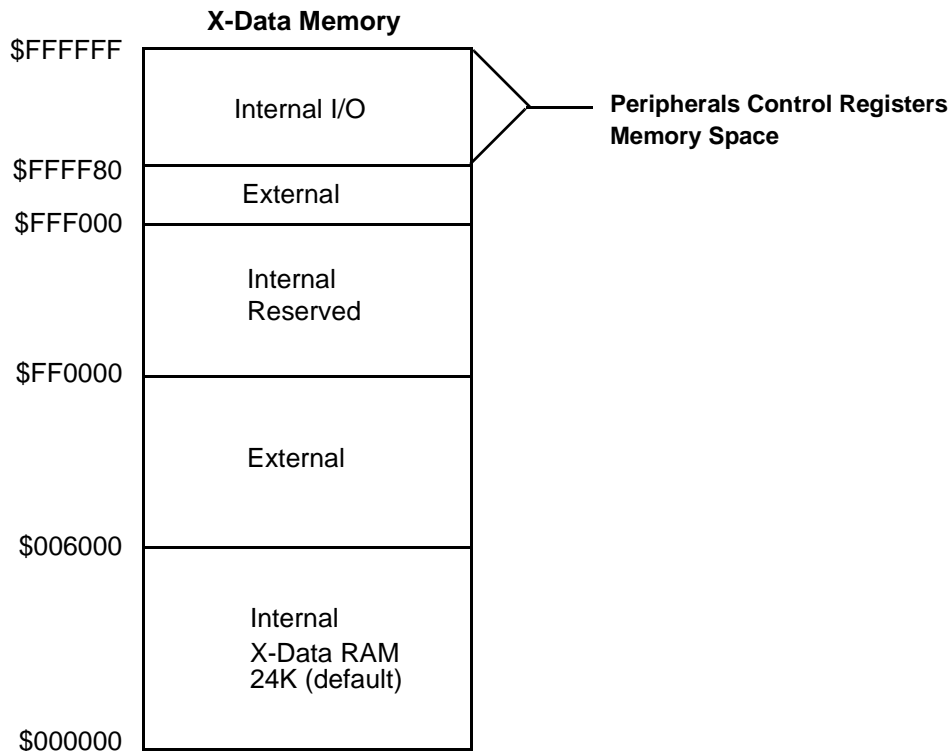 X-Data Memory
$FFFFFF
Internal I/O
Peripherals Control Registers
Memory Space
$FFFF80
External
$FFF000
Internal
Reserved
$FF0000
External
$006000
Internal
X-Data RAM
24K (default)
$000000